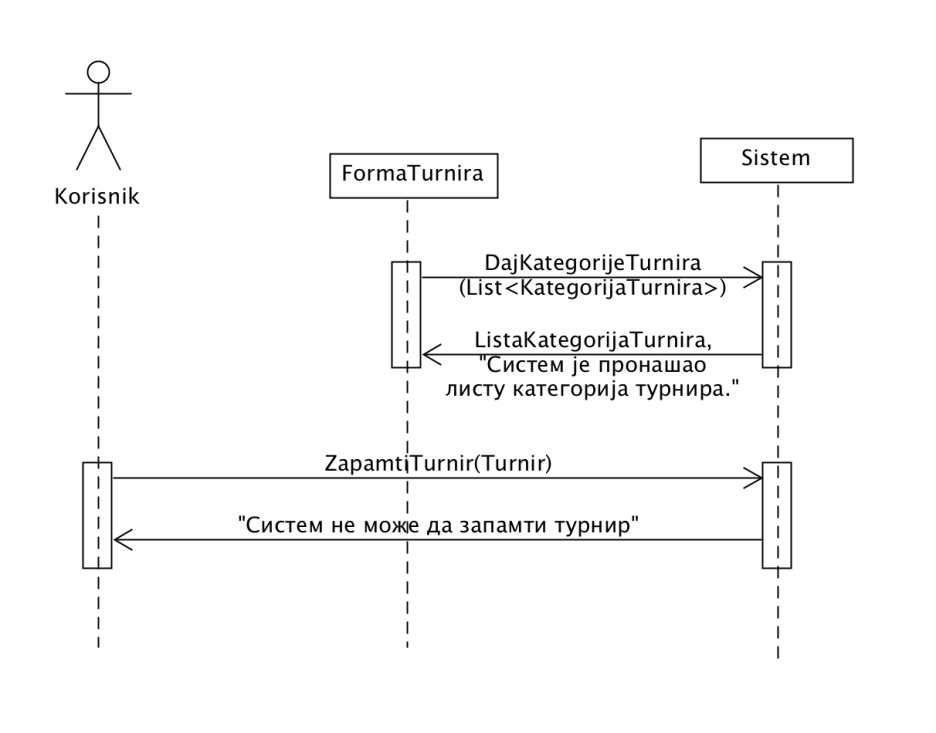 Korisnik
FormaTurnira
Sistem
DajKategorijeTurnira
(List<KategorijaTurnira>)
ListaKategorijaTurnira,
"Систем је пронашао
листу категорија турнира."
ZapamtiTurnir(Turnir)
"Систем не може да запамти турнир"